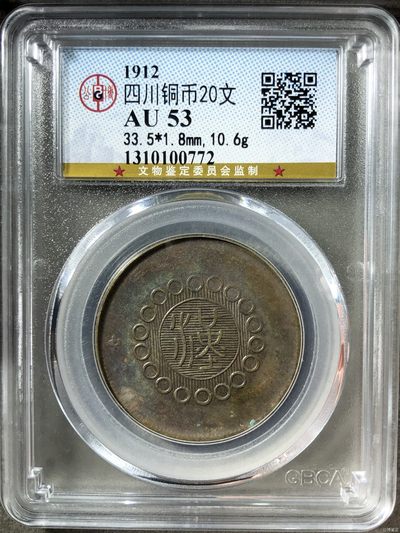 1912
四川铜币20文
AU 53
33.5*1.8mm,10.6g
1310100772
★ 文物鉴定委员会监制 ★
漢
GBCA